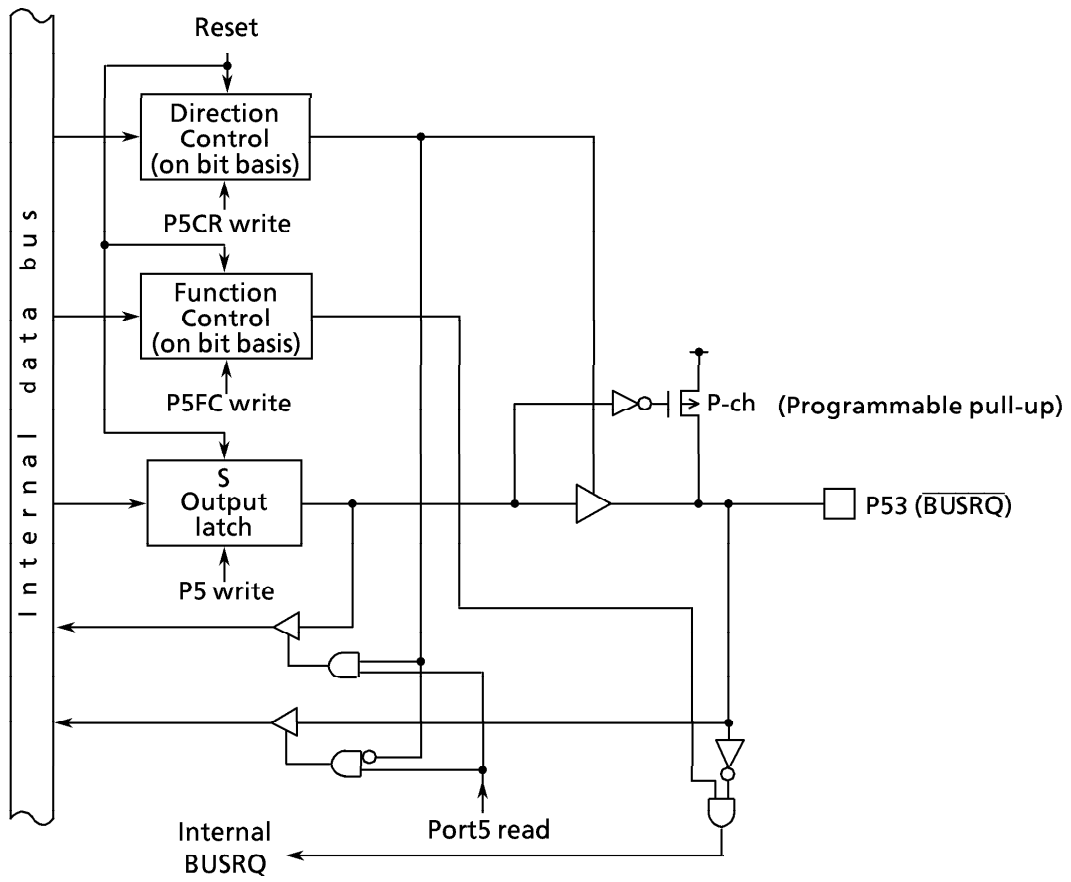 Reset
Direction
Control
(on bit basis)
P5CR write
Function
Control
(on bit basis)
P5FC write
P-ch
(Programmable pull-up)
S
Output
latch
P53 (BUSRQ)
P5 write
Internal data bus
Port5 read
Internal
BUSRQ